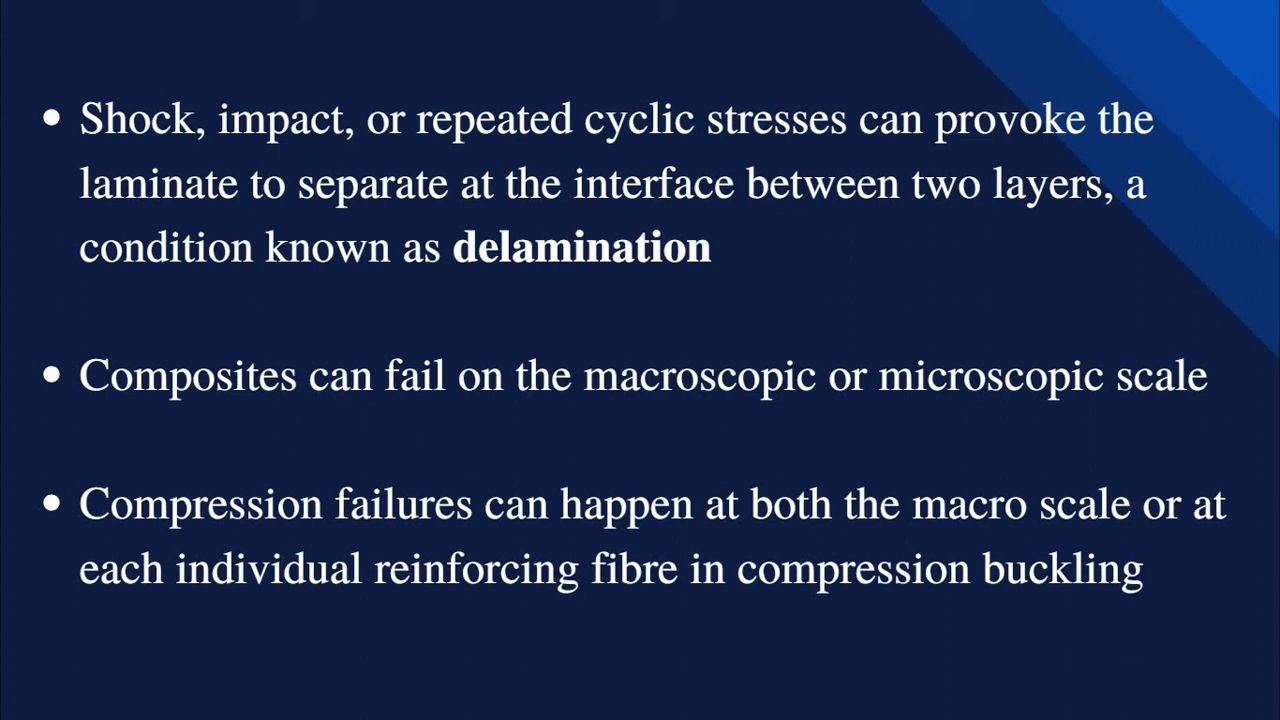 • Shock, impact, or repeated cyclic stresses can provoke the
laminate to separate at the interface between two layers, a
condition known as delamination
• Composites can fail on the macroscopic or microscopic scale
• Compression failures can happen at both the macro scale or at
each individual reinforcing fibre in compression buckling